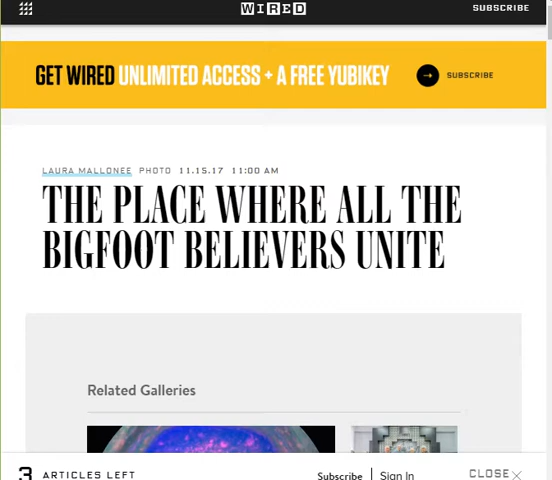 WIRED
SUBSCRIBE
GET WIRED UNLIMITED ACCESS + A FREE YUBIKEY
SUBSCRIBE
LAURA MALLONEE PHOTO 11.15.17 11:00 AM
THE PLACE WHERE ALL THE
BIGFOOT BELIEVERS UNITE
Related Galleries
3 ARTICLES LEFT
Subscribe | Sign In
CLOSE